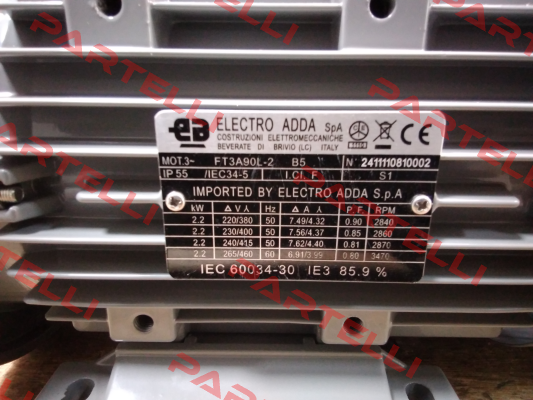 PARTELLI
ea ELECTRO ADDA SpA
COSTRUZIONI ELETTROMECCANICHE
BEVERATE DI BRIVIO (LC) ITALY
CE
MOT.3~ FT3A90L-2 B5 N° 2411110810002
IP 55 /IEC34-5 I.Cl. F S1
IMPORTED BY ELECTRO ADDA S.p.A
kW Δ V Y Hz Δ A Y P.F. RPM
2.2 220/380 50 7.49/4.32 0.90 2840
2.2 230/400 50 7.56/4.37 0.85 2860
2.2 240/415 50 7.62/4.40 0.81 2870
2.2 265/460 60 6.91/3.99 0.80 3470
IEC 60034-30 IE3 85.9 %